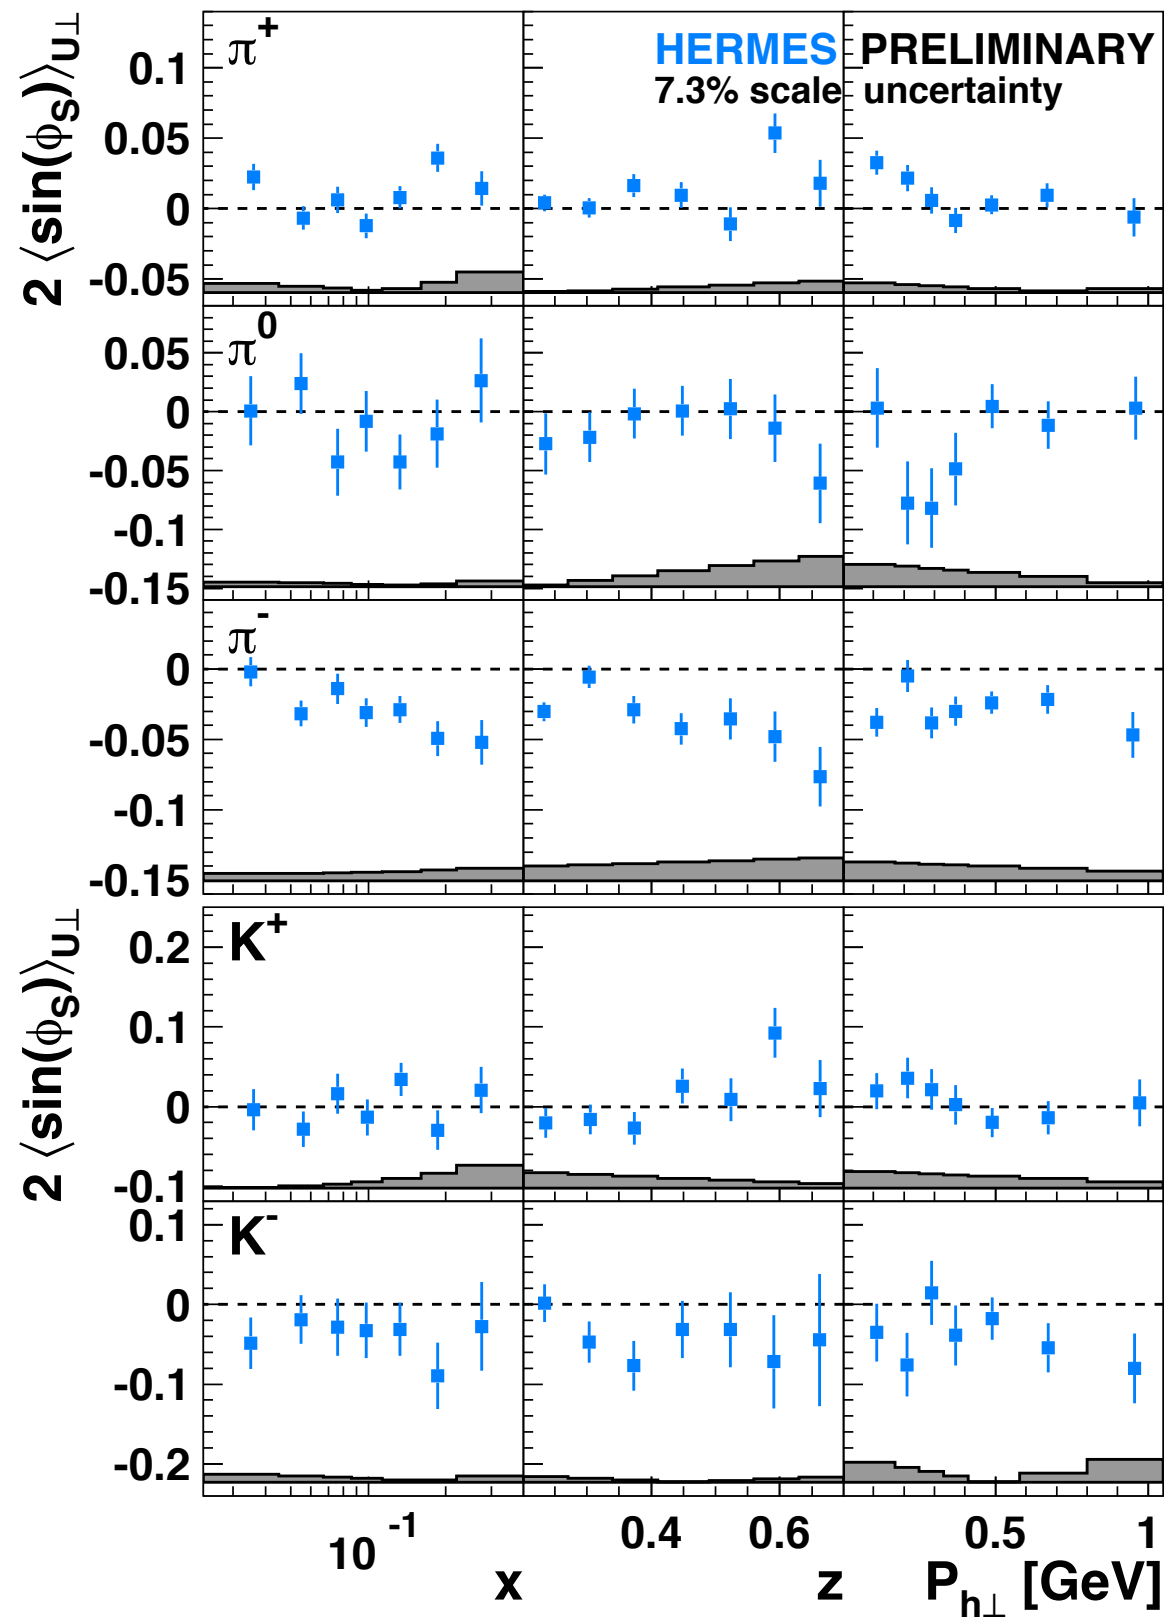 2 ⟨sin(ϕS)⟩U⊥
π+
HERMES PRELIMINARY
7.3% scale uncertainty
0.1
0.05
0
-0.05
π0
0.05
0
-0.05
-0.1
-0.15
π-
0
-0.05
-0.1
-0.15
2 ⟨sin(ϕS)⟩U⊥
K+
0.2
0.1
0
-0.1
K-
0.1
0
-0.1
-0.2
10-1 0.4 0.6 0.5 1
x z Ph⊥ [GeV]